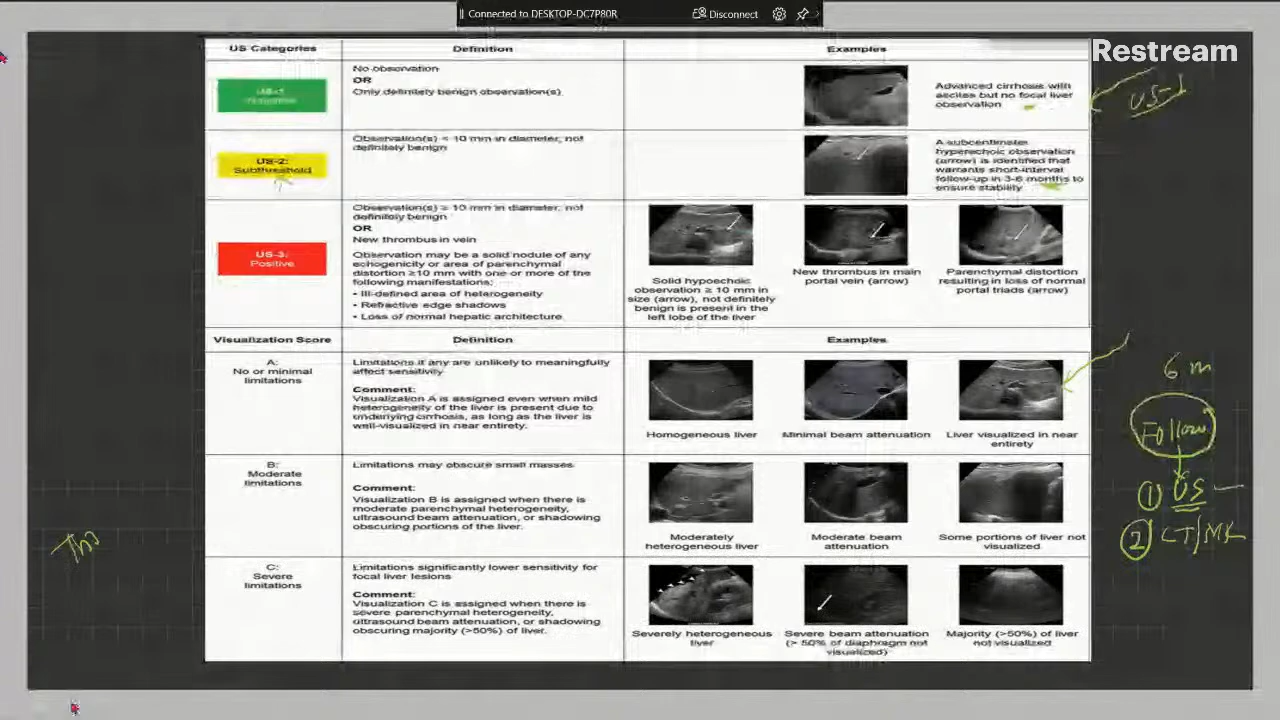 Connected to DESKTOP-DC7P80R
Disconnect
Restream
US Categories
Definition
Examples
US-1:
Negative
No observation
OR
Only definitely benign observation(s)
Advanced cirrhosis with
ascites but no focal liver
observation
US-1
US-2:
Subthreshold
Observation(s) < 10 mm in diameter, not
definitely benign
A subcentimeter
hyperechoic observation
(arrow) is identified that
warrants short-interval
follow-up in 3-6 months to
ensure stability
US-3:
Positive
Observation(s) ≥ 10 mm in diameter, not
definitely benign
OR
New thrombus in vein
Observation may be a solid nodule of any
echogenicity or area of parenchymal
distortion ≥10 mm with one or more of the
following manifestations:
• Ill-defined area of heterogeneity
• Refractive edge shadows
• Loss of normal hepatic architecture
Solid hypoechoic
observation ≥ 10 mm in
size (arrow), not definitely
benign is present in the
left lobe of the liver
New thrombus in main
portal vein (arrow)
Parenchymal distortion
resulting in loss of normal
portal triads (arrow)
Visualization Score
Definition
Examples
A:
No or minimal
limitations
Limitations if any are unlikely to meaningfully
affect sensitivity
Comment:
Visualization A is assigned even when mild
heterogeneity of the liver is present due to
underlying cirrhosis, as long as the liver is
well-visualized in near entirety.
Homogeneous liver
Minimal beam attenuation
Liver visualized in near
entirety
B:
Moderate
limitations
Limitations may obscure small masses
Comment:
Visualization B is assigned when there is
moderate parenchymal heterogeneity,
ultrasound beam attenuation, or shadowing
obscuring portions of the liver.
Moderately
heterogeneous liver
Moderate beam
attenuation
Some portions of liver not
visualized
C:
Severe
limitations
Limitations significantly lower sensitivity for
focal liver lesions
Comment:
Visualization C is assigned when there is
severe parenchymal heterogeneity,
ultrasound beam attenuation, or shadowing
obscuring majority (>50%) of liver.
Severely heterogeneous
liver
Severe beam attenuation
(> 50% of diaphragm not
visualized)
Majority (>50%) of liver
not visualized
6 m
Follow
① US
② CT/MR